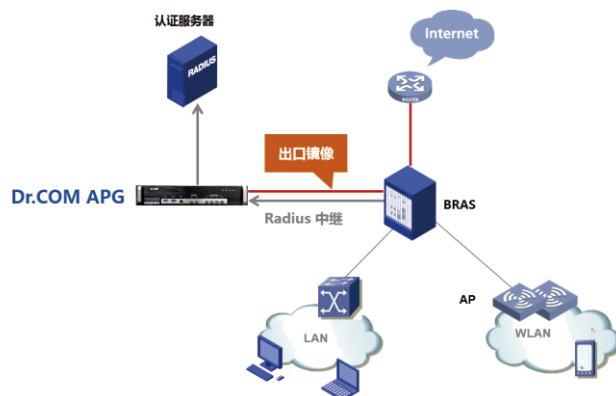 认证服务器
RADIUS
Internet
ROUTER
出口镜像
Dr.COM APG
Radius 中继
BRAS
AP
LAN
WLAN